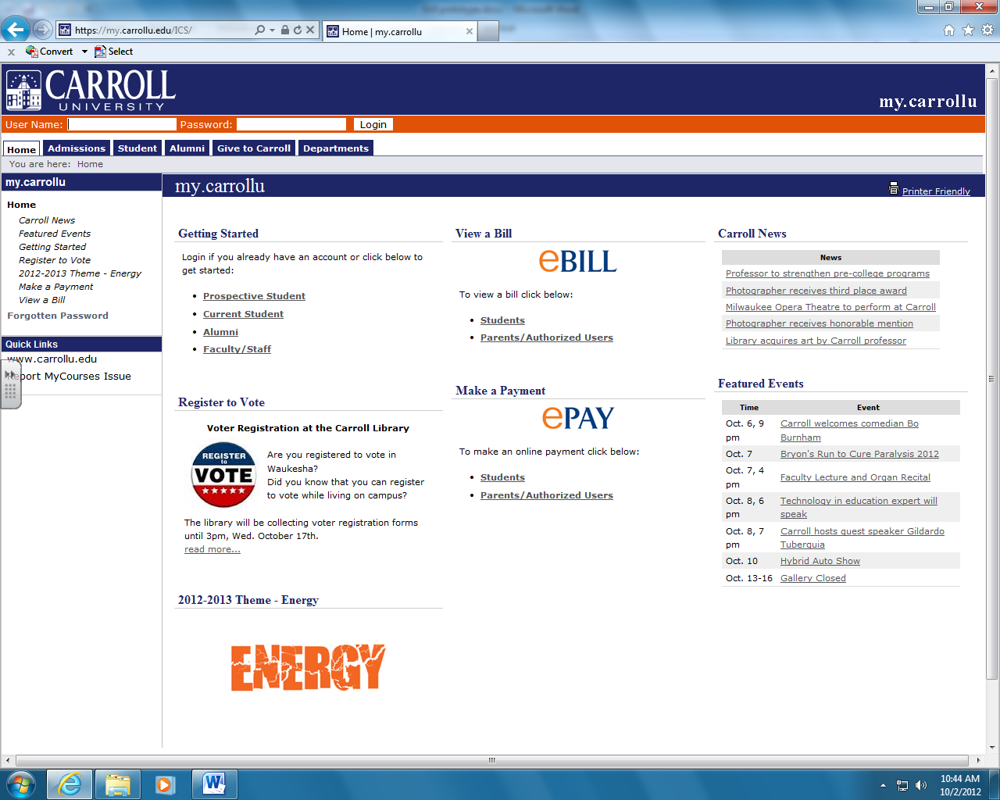 https://my.carrollu.edu/ICS/
Home | my.carrollu
x Convert Select
CARROLL
UNIVERSITY
my.carrollu
User Name: Password: Login
Home Admissions Student Alumni Give to Carroll Departments
You are here: Home
my.carrollu
Home
Carroll News
Featured Events
Getting Started
Register to Vote
2012-2013 Theme - Energy
Make a Payment
View a Bill
Forgotten Password
Quick Links
www.carrollu.edu
port MyCourses Issue
my.carrollu
Printer Friendly
Getting Started
Login if you already have an account or click below to
get started:
• Prospective Student
• Current Student
• Alumni
• Faculty/Staff
Register to Vote
Voter Registration at the Carroll Library
REGISTER
to
VOTE
Are you registered to vote in
Waukesha?
Did you know that you can register
to vote while living on campus?
The library will be collecting voter registration forms
until 3pm, Wed. October 17th.
read more...
2012-2013 Theme - Energy
ENERGY
View a Bill
eBILL
To view a bill click below:
• Students
• Parents/Authorized Users
Make a Payment
ePAY
To make an online payment click below:
• Students
• Parents/Authorized Users
Carroll News
News
Professor to strengthen pre-college programs
Photographer receives third place award
Milwaukee Opera Theatre to perform at Carroll
Photographer receives honorable mention
Library acquires art by Carroll professor
Featured Events
Time Event
Oct. 6, 9 Carroll welcomes comedian Bo
pm Burnham
Oct. 7 Bryon's Run to Cure Paralysis 2012
Oct. 7, 4
pm Faculty Lecture and Organ Recital
Oct. 8, 6 Technology in education expert will
pm speak
Oct. 8, 7 Carroll hosts guest speaker Gildardo
pm Tuberquia
Oct. 10 Hybrid Auto Show
Oct. 13-16 Gallery Closed
10:44 AM
10/2/2012